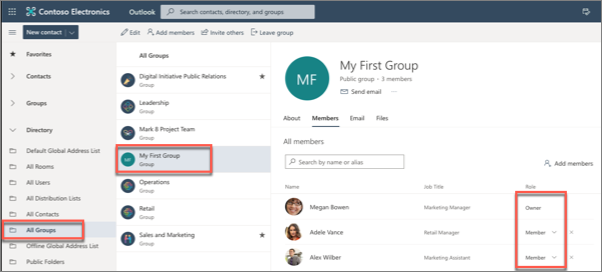 Contoso Electronics
Outlook
Search contacts, directory, and groups
New contact
Edit
Add members
Invite others
Leave group
Favorites
Contacts
Groups
Directory
Default Global Address List
All Rooms
All Users
All Distribution Lists
All Contacts
All Groups
Offline Global Address List
Public Folders
All Groups
Digital Initiative Public Relations
Group
Leadership
Group
Mark 8 Project Team
Group
MF
My First Group
Group
Operations
Group
Retail
Group
Sales and Marketing
Group
MF
My First Group
Public group · 3 members
Send email
About
Members
Email
Files
All members
Search by name or alias
Add members
Name
Job Title
Role
Megan Bowen
Marketing Manager
Owner
Adele Vance
Retail Manager
Member
Alex Wilber
Marketing Assistant
Member